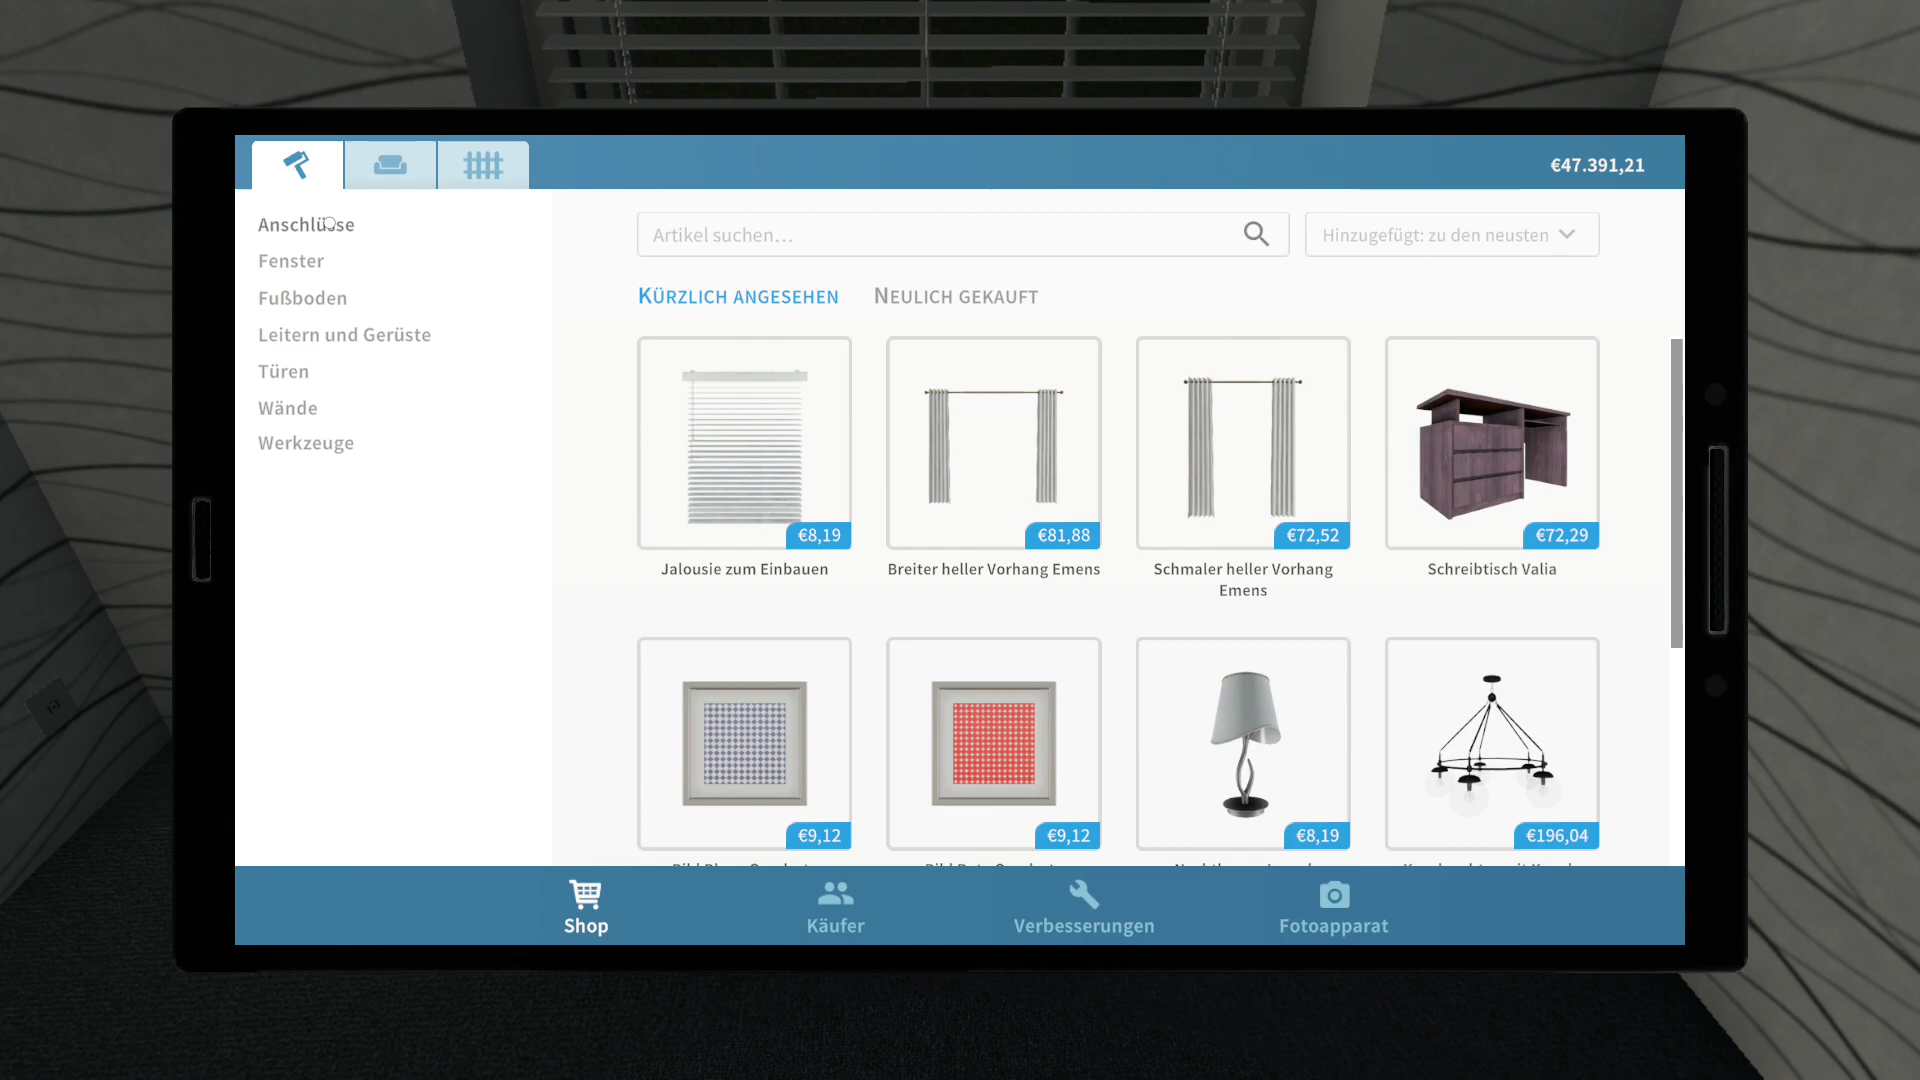 €47.391,21
Anschlüsse
Fenster
Fußboden
Leitern und Gerüste
Türen
Wände
Werkzeuge
Artikel suchen...
Hinzugefügt: zu den neusten
KÜRZLICH ANGESEHEN
NEULICH GEKAUFT
€8,19
€81,88
€72,52
€72,29
Jalousie zum Einbauen
Breiter heller Vorhang Emens
Schmaler heller Vorhang
Emens
Schreibtisch Valia
€9,12
€9,12
€8,19
€196,04
Shop
Käufer
Verbesserungen
Fotoapparat